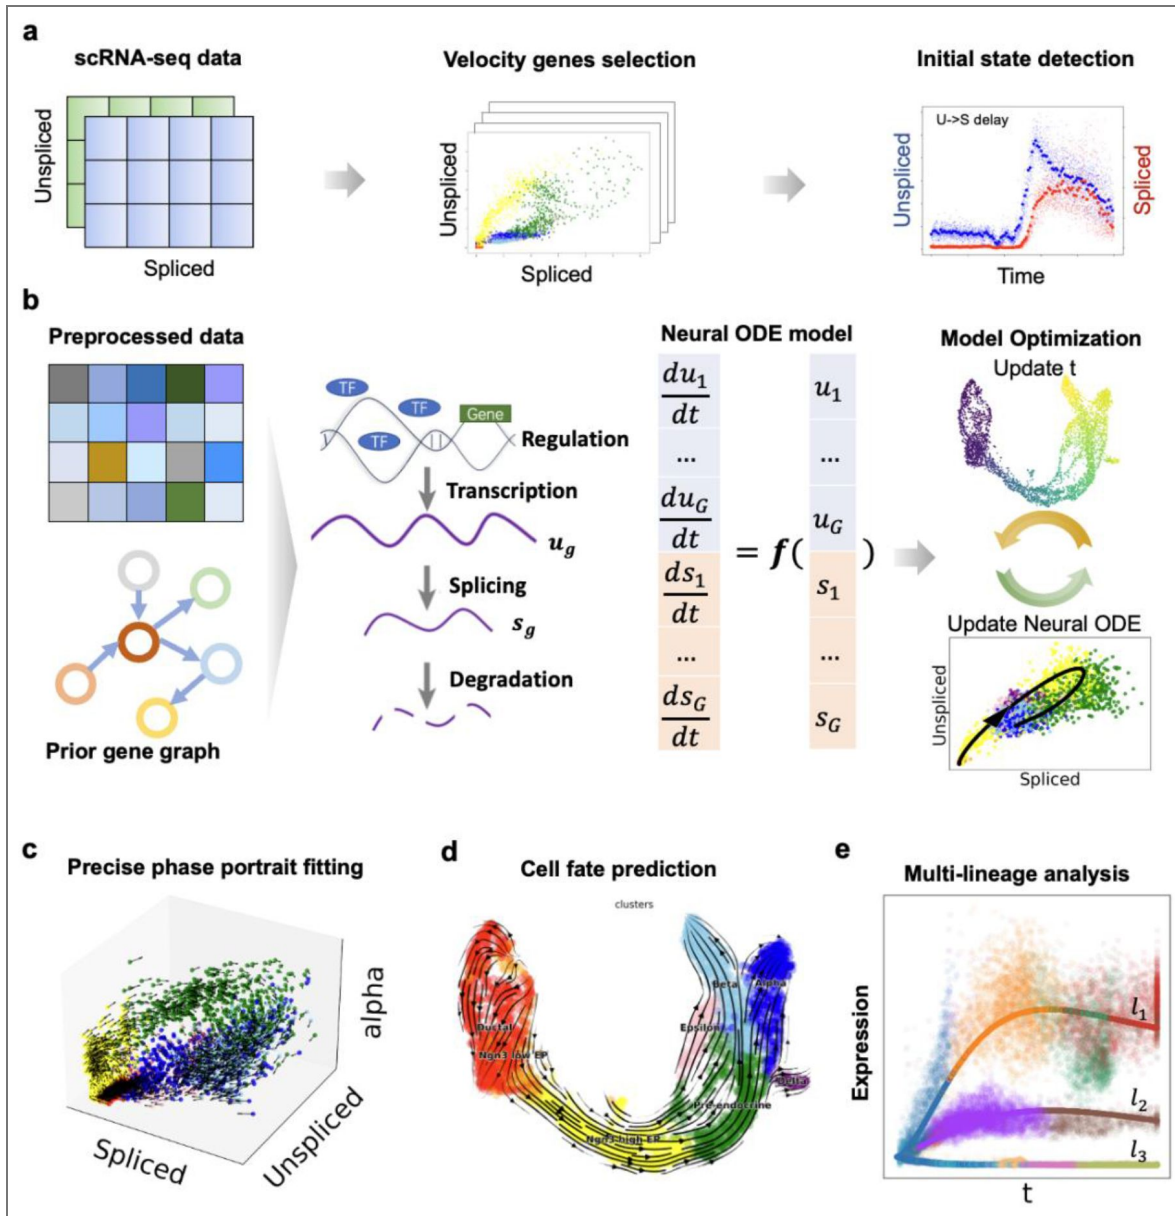 a
scRNA-seq data
Unspliced
Spliced
Velocity genes selection
Unspliced
Spliced
Initial state detection
U->S delay
Unspliced
Spliced
Time
b
Preprocessed data
Prior gene graph
TF
TF
TF
Gene
Regulation
Transcription
u_g
Splicing
s_g
Degradation
Neural ODE model
du_1/dt
...
du_G/dt
ds_1/dt
...
ds_G/dt
= f(
u_1
...
u_G
s_1
...
s_G
)
Model Optimization
Update t
Update Neural ODE
Unspliced
Spliced
c
Precise phase portrait fitting
alpha
Spliced
Unspliced
d
Cell fate prediction
clusters
Beta
Alpha
Ductal
Epsilon
Ngn3 low EP
Delta
Pre-endocrine
Ngn3 high EP
e
Multi-lineage analysis
Expression
l_1
l_2
l_3
t